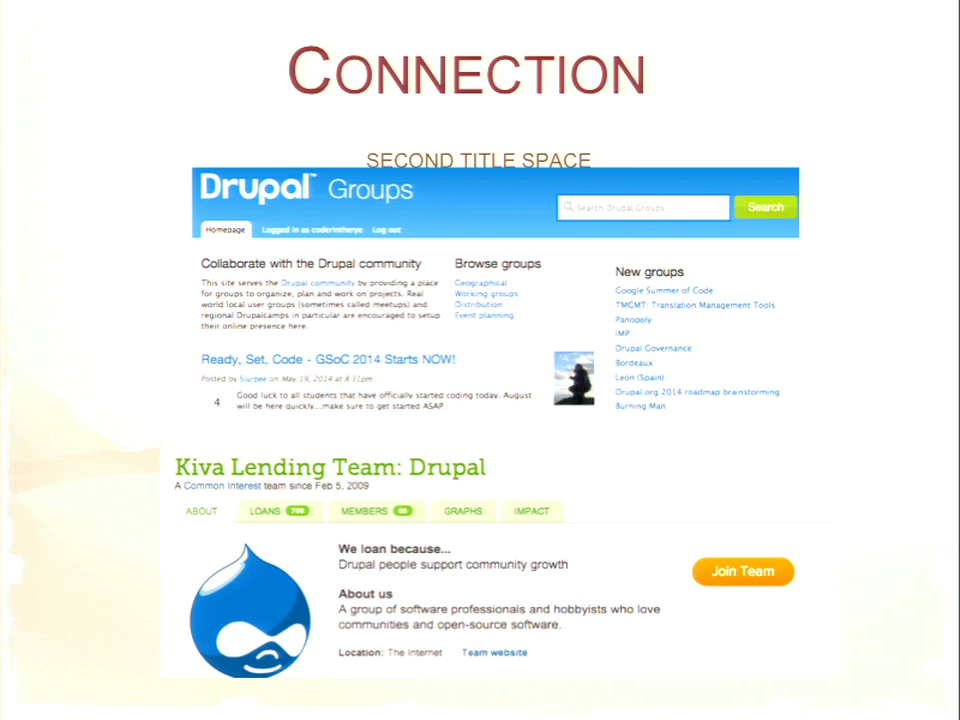 CONNECTION
SECOND TITLE SPACE
Drupal™ Groups
Search Drupal Groups
Search
Homepage
Logged in as coderintherye
Log out
Collaborate with the Drupal community
This site serves the Drupal community by providing a place
for groups to organize, plan and work on projects. Real
world local user groups (sometimes called meetups) and
regional Drupalcamps in particular are encouraged to setup
their online presence here.
Browse groups
Geographical
Working groups
Distribution
Event planning
New groups
Google Summer of Code
TMGMT: Translation Management Tools
Panopoly
IMP
Drupal Governance
Bordeaux
León (Spain)
Drupal.org 2014 roadmap brainstorming
Burning Man
Ready, Set, Code - GSoC 2014 Starts NOW!
Posted by Slurpee on May 19, 2014 at 8:31pm
4
Good luck to all students that have officially started coding today. August
will be here quickly...make sure to get started ASAP.
Kiva Lending Team: Drupal
A Common Interest team since Feb 5, 2009
ABOUT
LOANS
MEMBERS
GRAPHS
IMPACT
We loan because...
Drupal people support community growth
About us
A group of software professionals and hobbyists who love
communities and open-source software.
Location: The Internet
Team website
Join Team